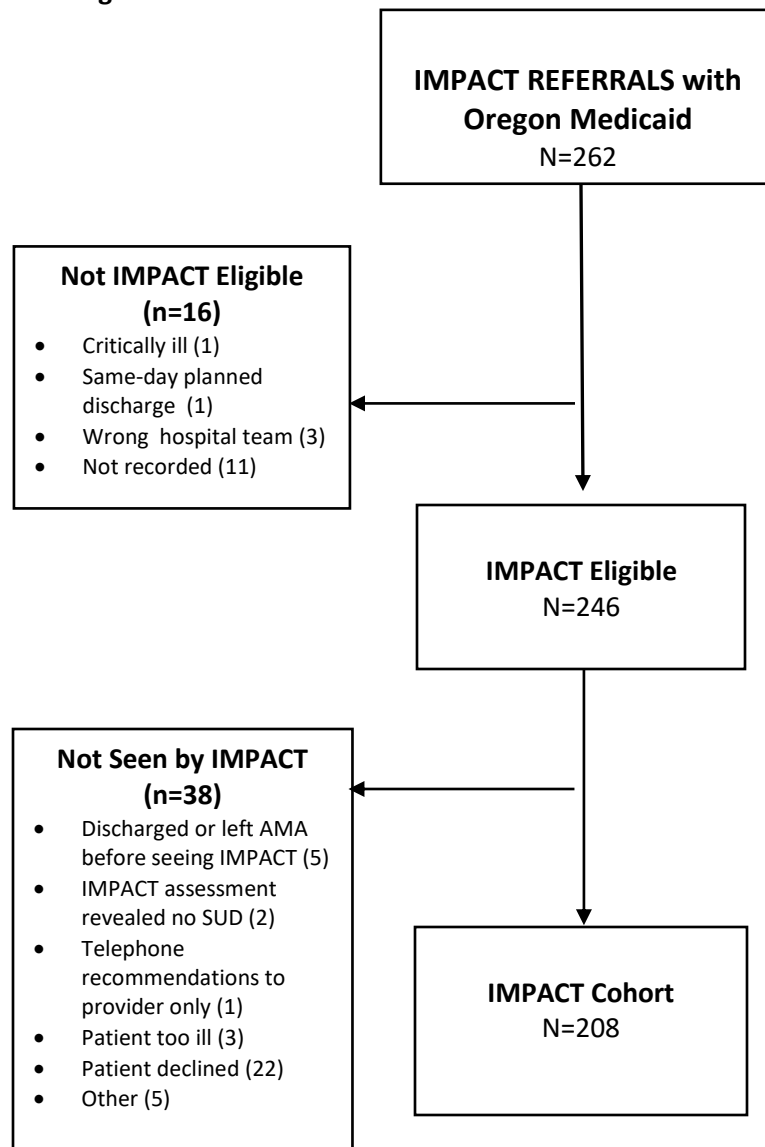 IMPACT REFERRALS with
Oregon Medicaid
N=262
Not IMPACT Eligible
(n=16)
• Critically ill (1)
• Same-day planned
discharge (1)
• Wrong hospital team (3)
• Not recorded (11)
IMPACT Eligible
N=246
Not Seen by IMPACT
(n=38)
• Discharged or left AMA
before seeing IMPACT (5)
• IMPACT assessment
revealed no SUD (2)
• Telephone
recommendations to
provider only (1)
• Patient too ill (3)
• Patient declined (22)
• Other (5)
IMPACT Cohort
N=208